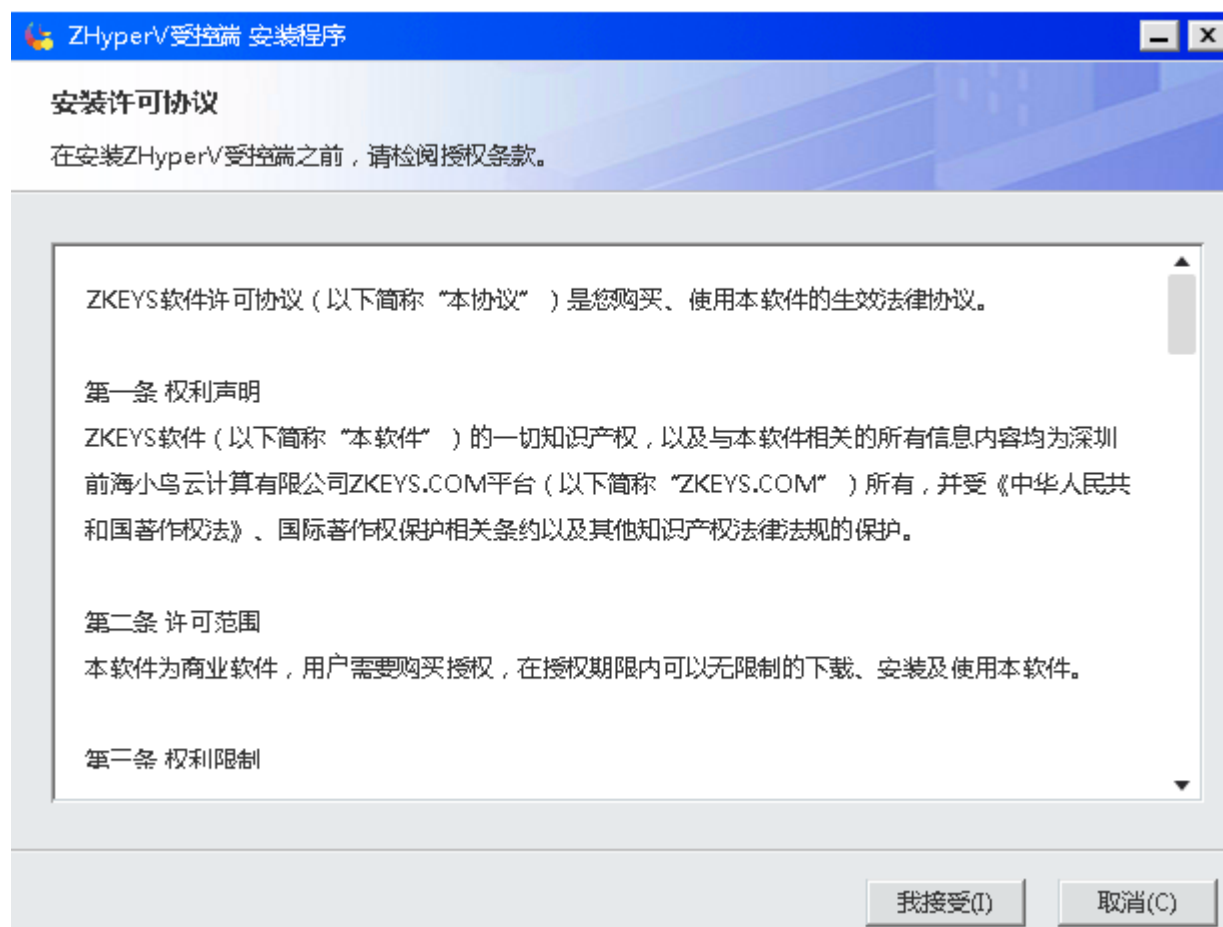 ZHyperV受控端 安装程序
安装许可协议
在安装ZHyperV受控端之前，请检阅授权条款。
ZKEYS软件许可协议（以下简称“本协议”）是您购买、使用本软件的生效法律协议。
第一条 权利声明
ZKEYS软件（以下简称“本软件”）的一切知识产权，以及与本软件相关的所有信息内容均为深圳
前海小鸟云计算有限公司ZKEYS.COM平台（以下简称“ZKEYS.COM”）所有，并受《中华人民共
和国著作权法》、国际著作权保护相关条约以及其他知识产权法律法规的保护。
第二条 许可范围
本软件为商业软件，用户需要购买授权，在授权期限内可以无限制的下载、安装及使用本软件。
第三条 权利限制
我接受(I)
取消(C)